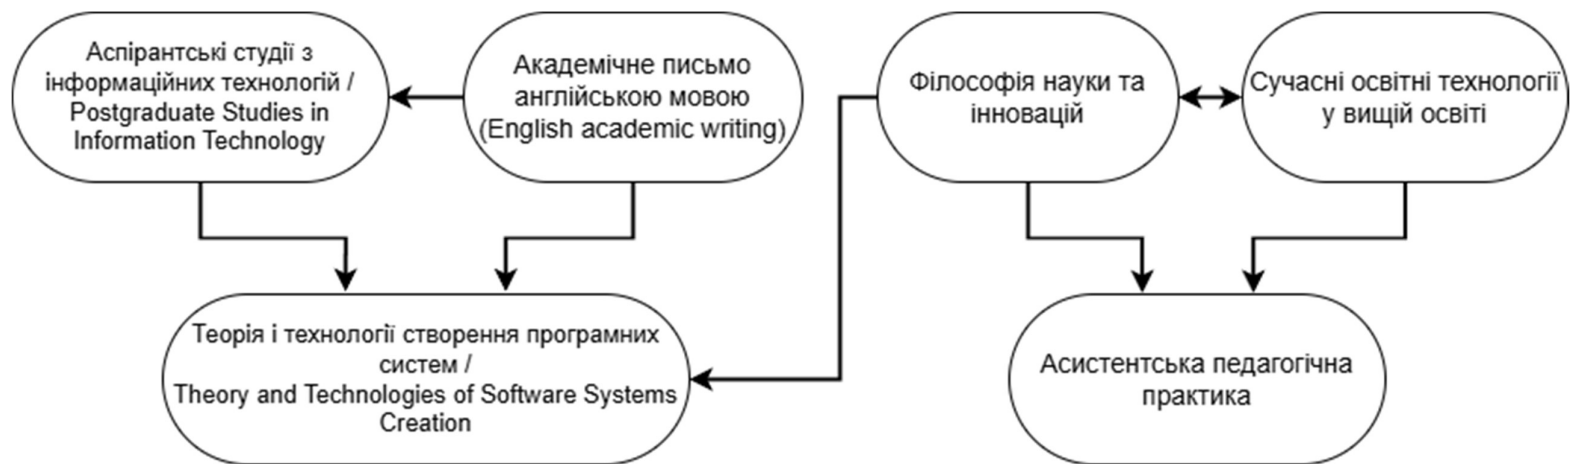 Аспірантські студії з
інформаційних технологій /
Postgraduate Studies in
Information Technology
Академічне письмо
англійською мовою
(English academic writing)
Філософія науки та
інновацій
Сучасні освітні технології
у вищій освіті
Теорія і технології створення програмних
систем /
Theory and Technologies of Software Systems
Creation
Асистентська педагогічна
практика